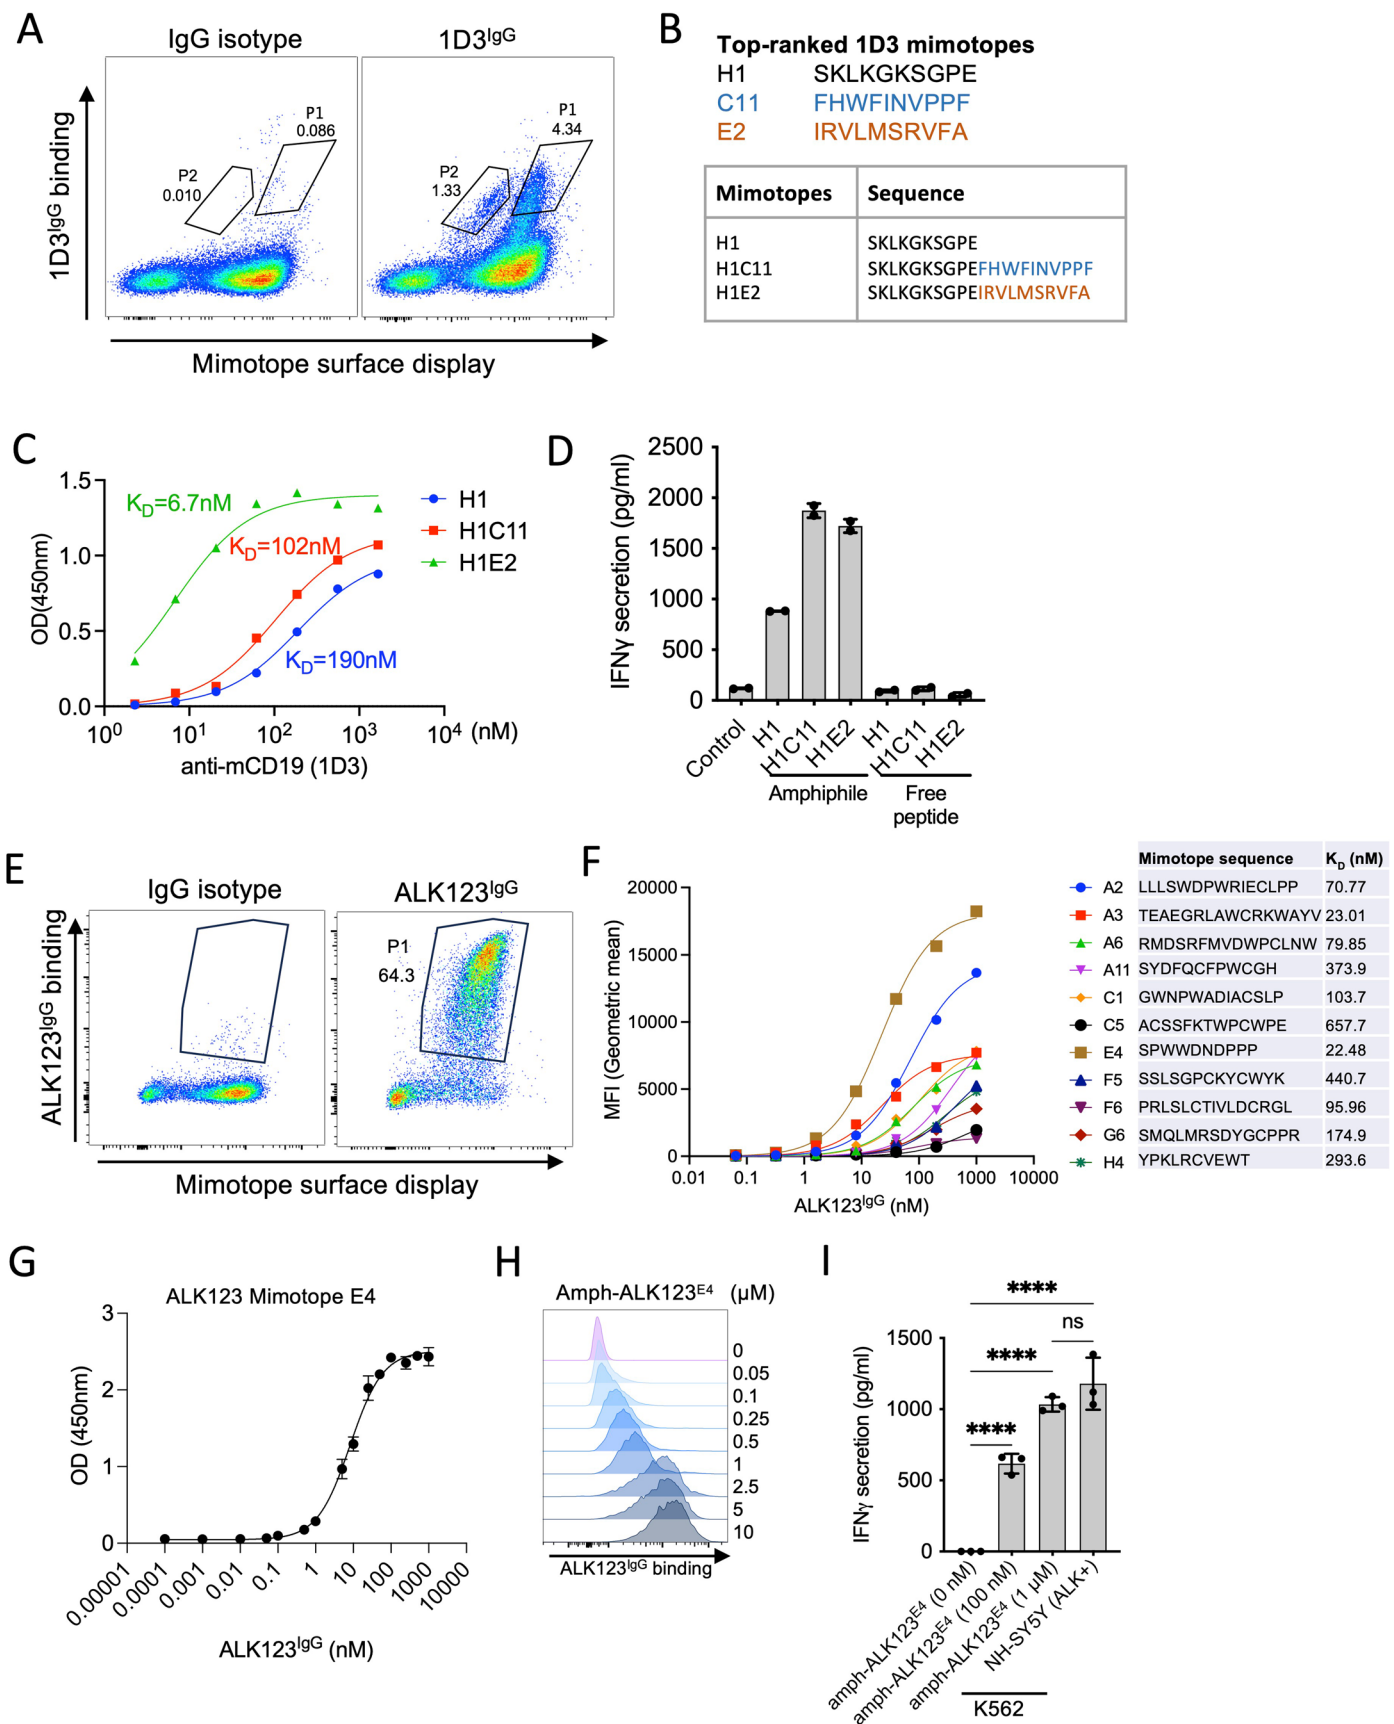 A
IgG isotype
1D3IgG
1D3IgG binding
P1
0.086
P2
0.010
P1
4.34
P2
1.33
Mimotope surface display
B
Top-ranked 1D3 mimotopes
H1 SKLKGKSGPE
C11 FHWFINVPPF
E2 IRVLMSRVFA
Mimotopes Sequence
H1 SKLKGKSGPE
H1C11 SKLKGKSGPEFHWFINVPPF
H1E2 SKLKGKSGPEIRVLMSRVFA
C
OD(450nm)
1.5
1.0
0.5
0.0
KD=6.7nM
KD=102nM
KD=190nM
H1
H1C11
H1E2
10⁰ 10¹ 10² 10³ 10⁴ (nM)
anti-mCD19 (1D3)
D
IFNγ secretion (pg/ml)
2500
2000
1500
1000
500
0
Control H1 H1C11 H1E2 H1 H1C11 H1E2
Amphiphile
Free
peptide
E
IgG isotype
ALK123IgG
ALK123IgG binding
P1
64.3
Mimotope surface display
F
MFI (Geometric mean)
20000
15000
10000
5000
0
0.01 0.1 1 10 100 1000 10000
ALK123IgG (nM)
Mimotope sequence KD (nM)
A2 LLLSWDPWRIECLPP 70.77
A3 TEAEGRLAWCRKWAYV 23.01
A6 RMDSRFMVDWPCLNW 79.85
A11 SYDFQCFPWCGH 373.9
C1 GWNPWADIACSLP 103.7
C5 ACSSFKTWPCWPE 657.7
E4 SPWWDNDPPP 22.48
F5 SSLSGPCKYCWYK 440.7
F6 PRLSLCTIVLDCRGL 95.96
G6 SMQLMRSDYGCPPR 174.9
H4 YPKLRCVEWT 293.6
G
ALK123 Mimotope E4
OD (450nm)
3
2
1
0
0.00001 0.0001 0.001 0.01 0.1 1 10 100 1000 10000
ALK123IgG (nM)
H
Amph-ALK123E4 (μM)
0
0.05
0.1
0.25
0.5
1
2.5
5
10
ALK123IgG binding
I
IFNγ secretion (pg/ml)
****
ns
****
****
1500
1000
500
0
amph-ALK123E4 (0 nM)
amph-ALK123E4 (100 nM)
amph-ALK123E4 (1 μM)
NH-SY5Y (ALK+)
K562